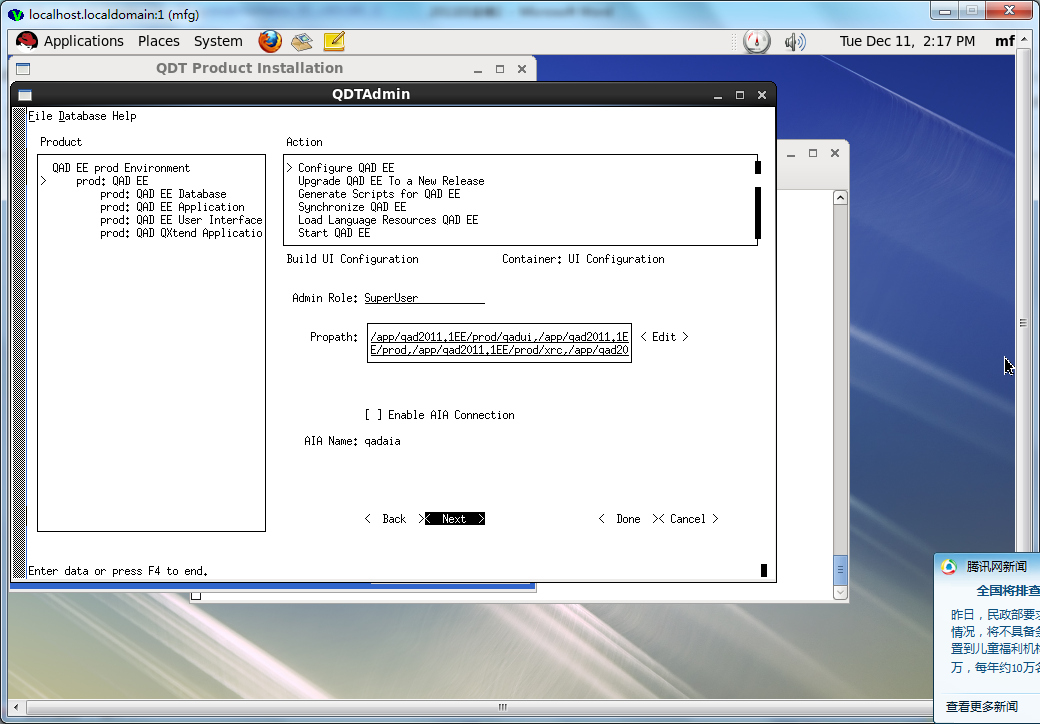 localhost.localdomain:1 (mfg)
Applications Places System
Tue Dec 11, 2:17 PM mf
QDT Product Installation
QDTAdmin
File Database Help
Product
Action
QAD EE prod Environment
> prod: QAD EE
prod: QAD EE Database
prod: QAD EE Application
prod: QAD EE User Interface
prod: QAD QXtend Applicatio
> Configure QAD EE
Upgrade QAD EE To a New Release
Generate Scripts for QAD EE
Synchronize QAD EE
Load Language Resources QAD EE
Start QAD EE
Build UI Configuration Container: UI Configuration
Admin Role: SuperUser
Propath: /app/qad2011.1EE/prod/qadui,/app/qad2011.1E < Edit >
E/prod,/app/qad2011.1EE/prod/xrc,/app/qad20
[ ] Enable AIA Connection
AIA Name: qadaia
< Back >< Next > < Done >< Cancel >
Enter data or press F4 to end.
腾讯网新闻
全国将排查
昨日，民政部要求
情况，将不具备条
置到儿童福利机构
万，每年约10万名
查看更多新闻